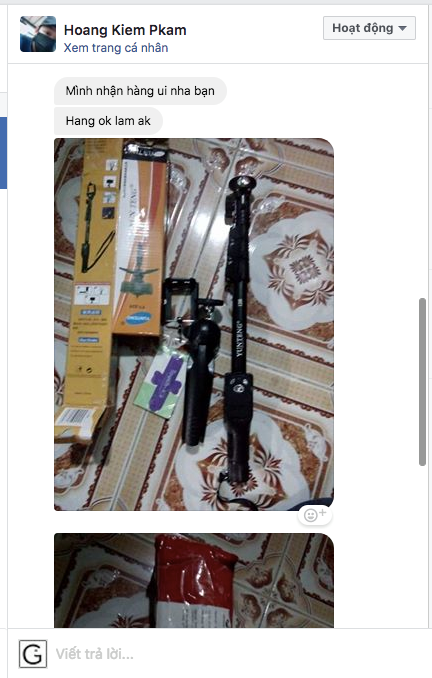 Hoang Kiem Pkam
Hoạt động
Xem trang cá nhân
Mình nhận hàng ui nha bạn
Hang ok lam ak
YUNTENG
YUNTENG
Viết trả lời...